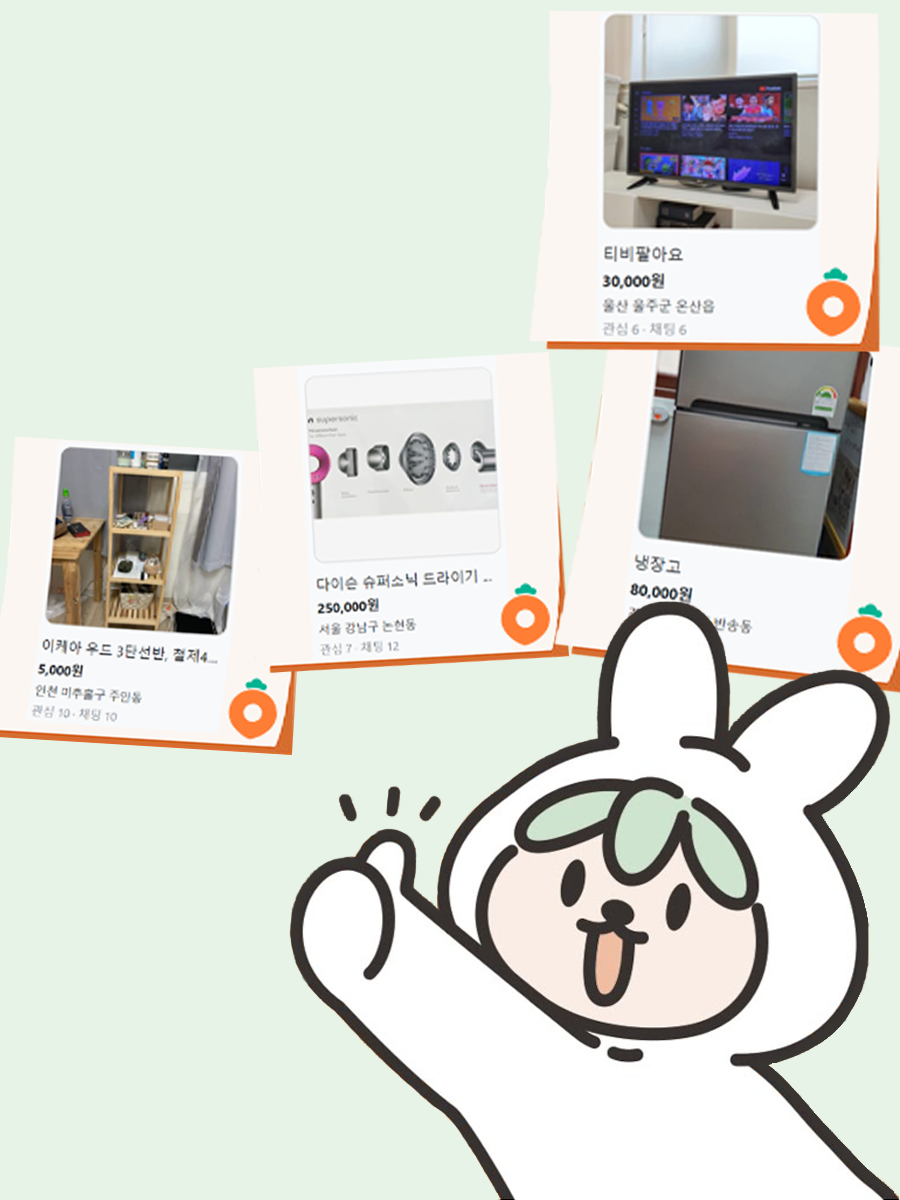 티비팔아요
30,000원
울산 울주군 온산읍
관심 6 · 채팅 6
supersonic
다이슨 슈퍼소닉 드라이기 ...
250,000원
서울 강남구 논현동
관심 7 · 채팅 12
냉장고
80,000원
반송동
이케아 우드 3단선반, 철제4...
5,000원
인천 미추홀구 주안동
관심 10 · 채팅 10